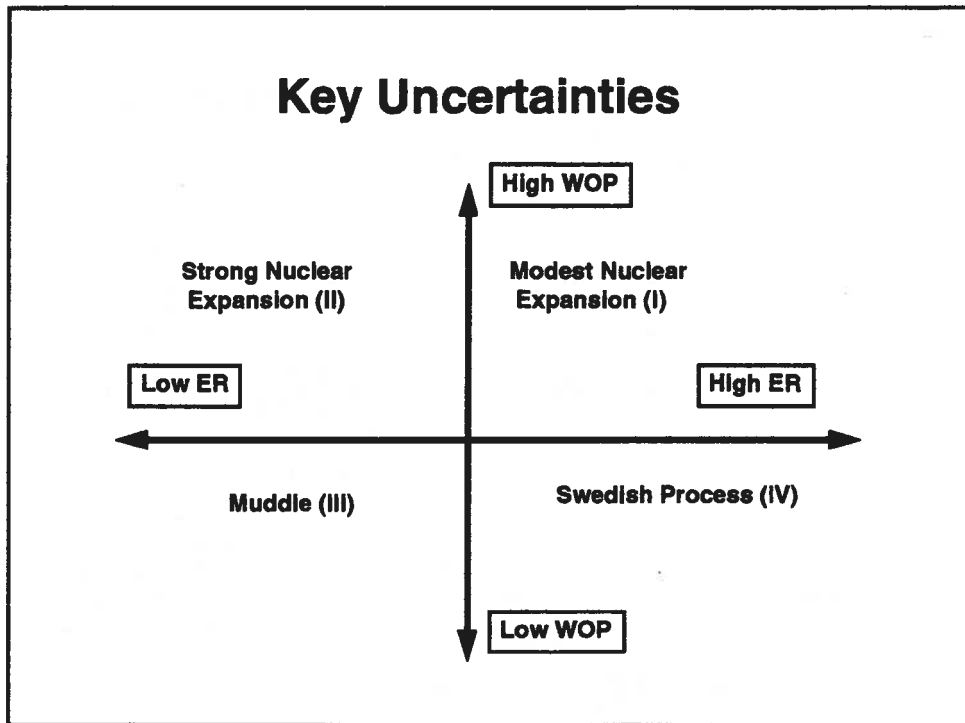 Key Uncertainties
High WOP
Strong Nuclear
Expansion (II)
Modest Nuclear
Expansion (I)
Low ER
High ER
Muddle (III)
Swedish Process (IV)
Low WOP